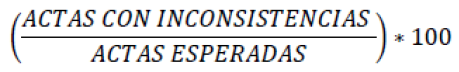 (ACTAS CON INCONSISTENCIAS
ACTAS ESPERADAS) * 100